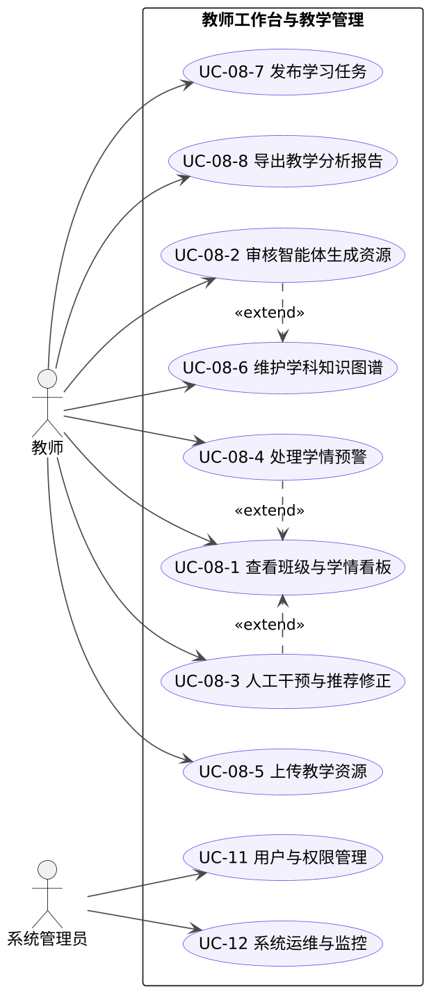 教师工作台与教学管理
UC-08-7 发布学习任务
UC-08-8 导出教学分析报告
UC-08-2 审核智能体生成资源
«extend»
UC-08-6 维护学科知识图谱
教师
UC-08-4 处理学情预警
«extend»
UC-08-1 查看班级与学情看板
«extend»
UC-08-3 人工干预与推荐修正
UC-08-5 上传教学资源
UC-11 用户与权限管理
系统管理员
UC-12 系统运维与监控